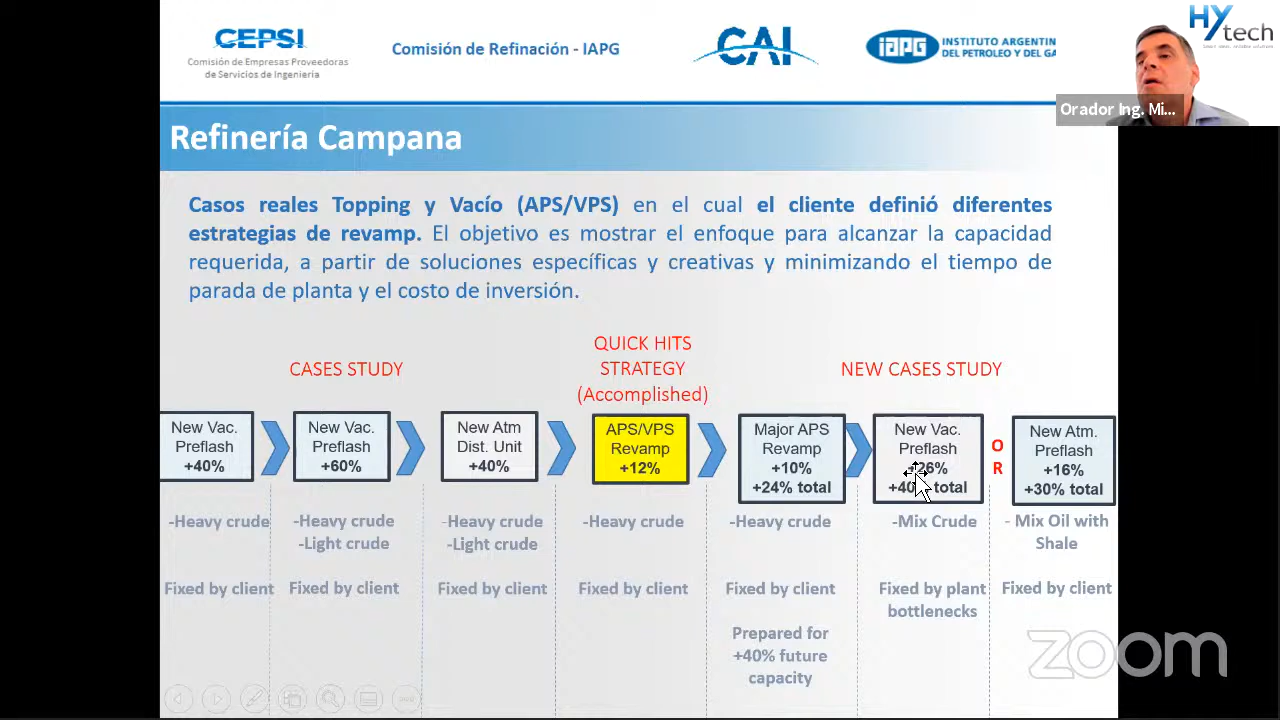 CEPSI
Comisión de Empresas Proveedoras
de Servicios de Ingeniería
Comisión de Refinación - IAPG
CAI
iAPG
INSTITUTO ARGENTIN
DEL PETROLEO Y DEL GA
HY tech
Orador Ing. Mi...
Refinería Campana
Casos reales Topping y Vacío (APS/VPS) en el cual el cliente definió diferentes
estrategias de revamp. El objetivo es mostrar el enfoque para alcanzar la capacidad
requerida, a partir de soluciones específicas y creativas y minimizando el tiempo de
parada de planta y el costo de inversión.
CASES STUDY
QUICK HITS
STRATEGY
(Accomplished)
NEW CASES STUDY
New Vac.
Preflash
+40%
New Vac.
Preflash
+60%
New Atm
Dist. Unit
+40%
APS/VPS
Revamp
+12%
Major APS
Revamp
+10%
+24% total
New Vac.
Preflash
+26%
+40% total
O
R
New Atm.
Preflash
+16%
+30% total
-Heavy crude
-Heavy crude
-Light crude
-Heavy crude
-Light crude
-Heavy crude
-Heavy crude
-Mix Crude
- Mix Oil with
Shale
Fixed by client
Fixed by client
Fixed by client
Fixed by client
Fixed by client
Fixed by plant
bottlenecks
Fixed by client
Prepared for
+40% future
capacity
zoom